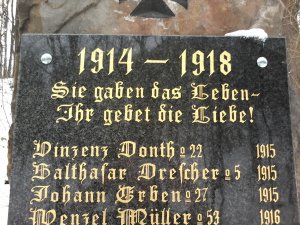 1914 — 1918
Sie gaben das Leben-
Ihr gebet die Liebe!
Vinzenz Donth o 22 1915
Balthasar Drescher o 5 1915
Johann Erben o 27 1915
Wenzel Müller o 53 1916